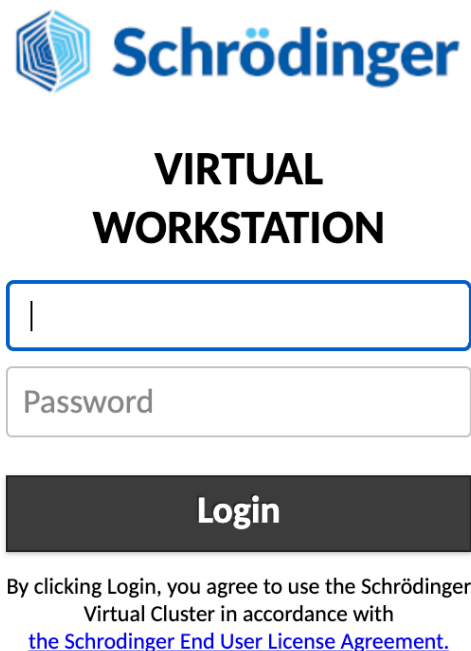 Schrödinger
VIRTUAL
WORKSTATION
Password
Login
By clicking Login, you agree to use the Schrödinger
Virtual Cluster in accordance with
the Schrodinger End User License Agreement.